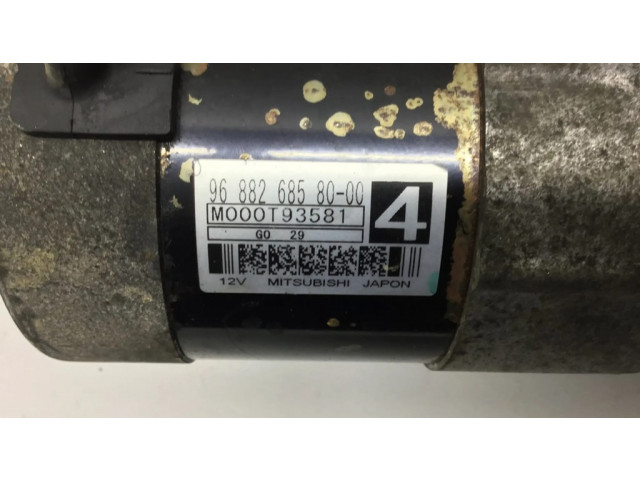 96 882 685 80-00
M000T93581
4
G0 29
12V MITSUBISHI JAPON